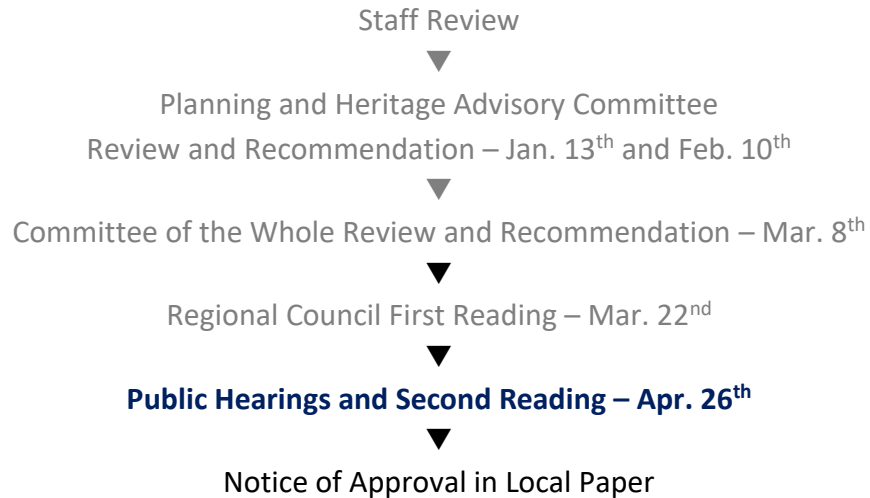 Staff Review
▼
Planning and Heritage Advisory Committee
Review and Recommendation – Jan. 13th and Feb. 10th
▼
Committee of the Whole Review and Recommendation – Mar. 8th
▼
Regional Council First Reading – Mar. 22nd
▼
Public Hearings and Second Reading – Apr. 26th
▼
Notice of Approval in Local Paper